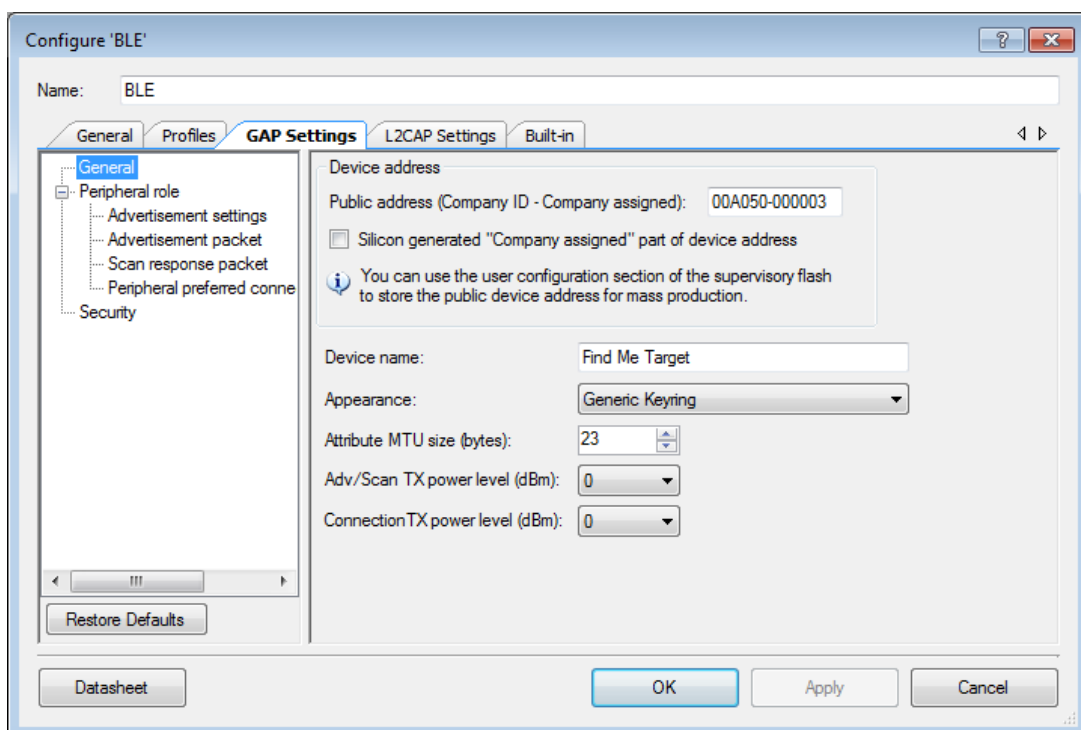 Configure 'BLE'
Name: BLE
General Profiles GAP Settings L2CAP Settings Built-in
General
Peripheral role
Advertisement settings
Advertisement packet
Scan response packet
Peripheral preferred conne
Security
Restore Defaults
Device address
Public address (Company ID - Company assigned): 00A050-000003
Silicon generated "Company assigned" part of device address
You can use the user configuration section of the supervisory flash
to store the public device address for mass production.
Device name: Find Me Target
Appearance: Generic Keyring
Attribute MTU size (bytes): 23
Adv/Scan TX power level (dBm): 0
ConnectionTX power level (dBm): 0
Datasheet OK Apply Cancel